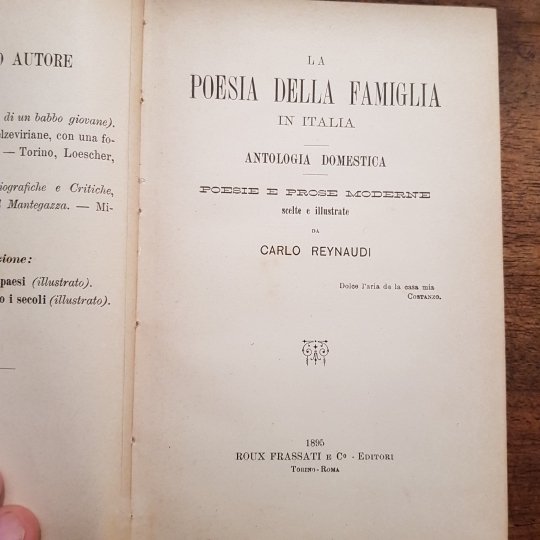 O AUTORE
di un babbo giovane).
olzeviriane, con una fo-
— Torino, Loescher,
iografiche e Critiche,
Mantegazza. — Mi-
zione:
paesi (illustrato).
o i secoli (illustrato).
LA
POESIA DELLA FAMIGLIA
IN ITALIA
ANTOLOGIA DOMESTICA
POESIE E PROSE MODERNE
scelte e illustrate
DA
CARLO REYNAUDI
Dolce l'aria de la casa mia
COSTANZO.
1895
ROUX FRASSATI E Cº - EDITORI
TORINO-ROMA